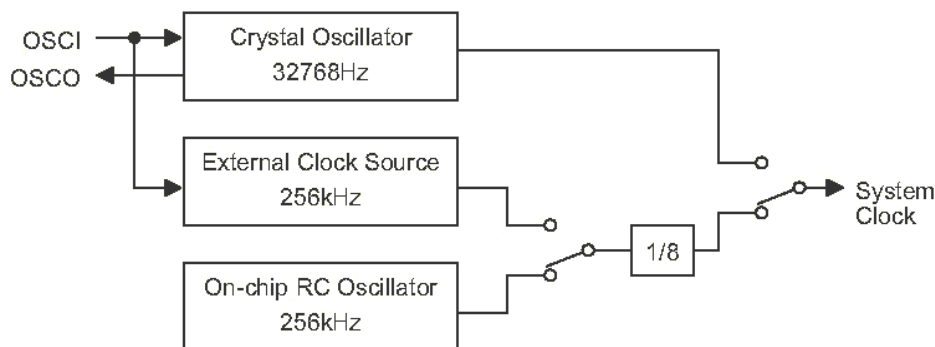 OSCI
OSCO
Crystal Oscillator
32768Hz
External Clock Source
256kHz
On-chip RC Oscillator
256kHz
1/8
System
Clock